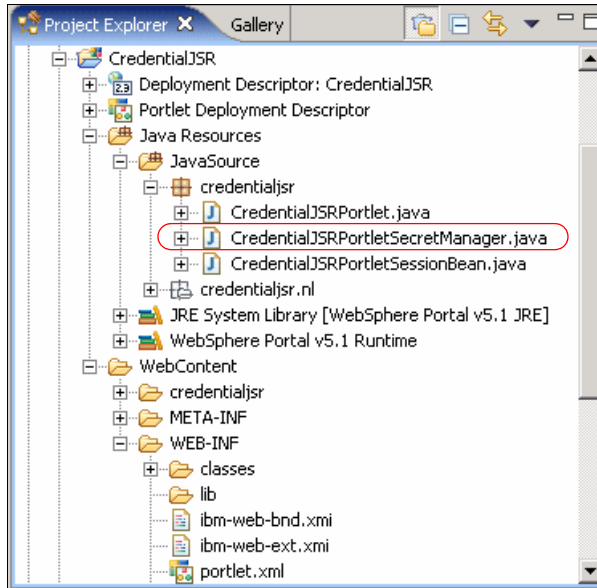 Project Explorer Gallery
CredentialJSR
2.3 Deployment Descriptor: CredentialJSR
Portlet Deployment Descriptor
Java Resources
JavaSource
credentialjsr
J CredentialJSRPortlet.java
J CredentialJSRPortletSecretManager.java
J CredentialJSRPortletSessionBean.java
credentialjsr.nl
JRE System Library [WebSphere Portal v5.1 JRE]
WebSphere Portal v5.1 Runtime
WebContent
credentialjsr
META-INF
WEB-INF
classes
lib
ibm-web-bnd.xmi
ibm-web-ext.xmi
portlet.xml